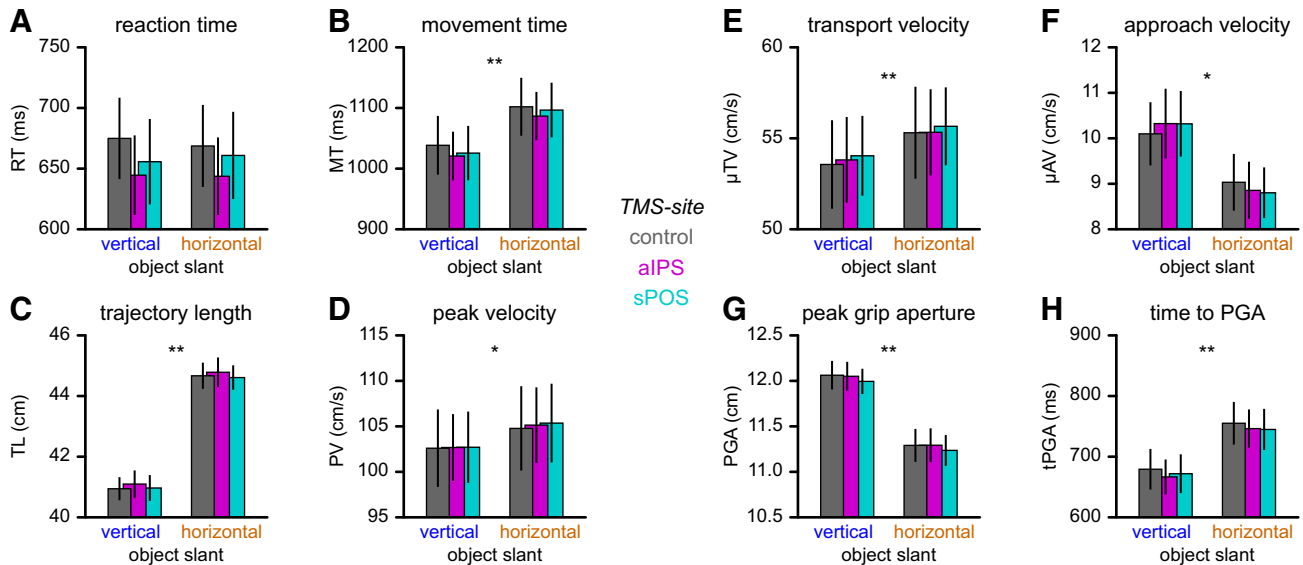 A reaction time
750
700
650
600
RT (ms)
vertical horizontal
object slant
B movement time
1200
1100
1000
900
MT (ms)
**
vertical horizontal
object slant
TMS-site
control
aIPS
sPOS
E transport velocity
60
55
50
µTV (cm/s)
**
vertical horizontal
object slant
F approach velocity
12
11
10
9
8
µAV (cm/s)
*
vertical horizontal
object slant
C trajectory length
46
44
42
40
TL (cm)
**
vertical horizontal
object slant
D peak velocity
115
110
105
100
95
PV (cm/s)
*
vertical horizontal
object slant
G peak grip aperture
12.5
12.0
11.5
11.0
10.5
PGA (cm)
**
vertical horizontal
object slant
H time to PGA
900
800
700
600
tPGA (ms)
**
vertical horizontal
object slant